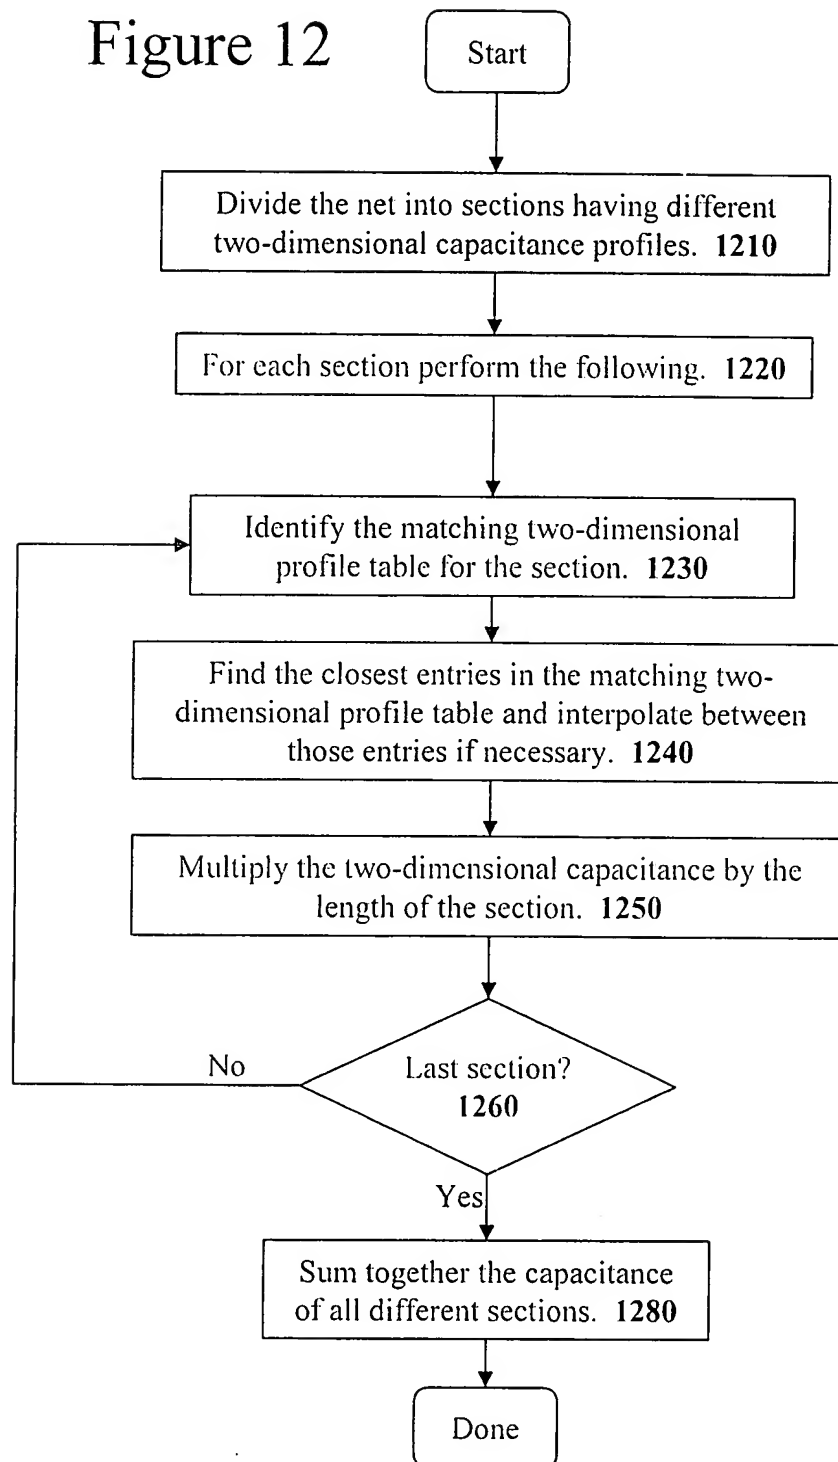 Figure 12
Start
Divide the net into sections having different
two-dimensional capacitance profiles. 1210
For each section perform the following. 1220
Identify the matching two-dimensional
profile table for the section. 1230
Find the closest entries in the matching two-
dimensional profile table and interpolate between
those entries if necessary. 1240
Multiply the two-dimensional capacitance by the
length of the section. 1250
No
Last section?
1260
Yes
Sum together the capacitance
of all different sections. 1280
Done